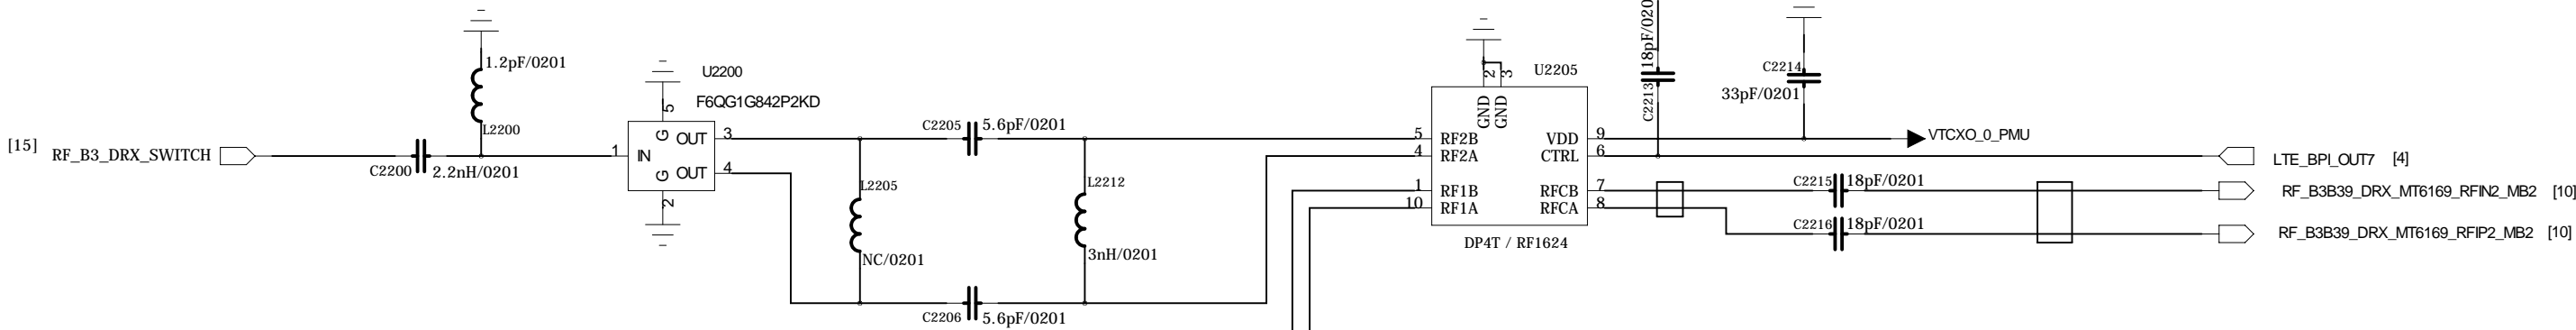 [15] RF_B3_DRX_SWITCH
C2200
2.2nH/0201
1.2pF/0201
L2200
U2200
F6QG1G842P2KD
1
IN
G
5
OUT
3
G
2
OUT
4
L2205
NC/0201
C2205
5.6pF/0201
C2206
5.6pF/0201
L2212
3nH/0201
U2205
2
3
GND
GND
5
RF2B
4
RF2A
1
RF1B
10
RF1A
VDD
9
CTRL
6
RFCB
7
RFCA
8
DP4T / RF1624
C2213
18pF/020
C2214
33pF/0201
VTCXO_0_PMU
LTE_BPI_OUT7 [4]
C2215
18pF/0201
RF_B3B39_DRX_MT6169_RFIN2_MB2 [10]
C2216
18pF/0201
RF_B3B39_DRX_MT6169_RFIP2_MB2 [10]